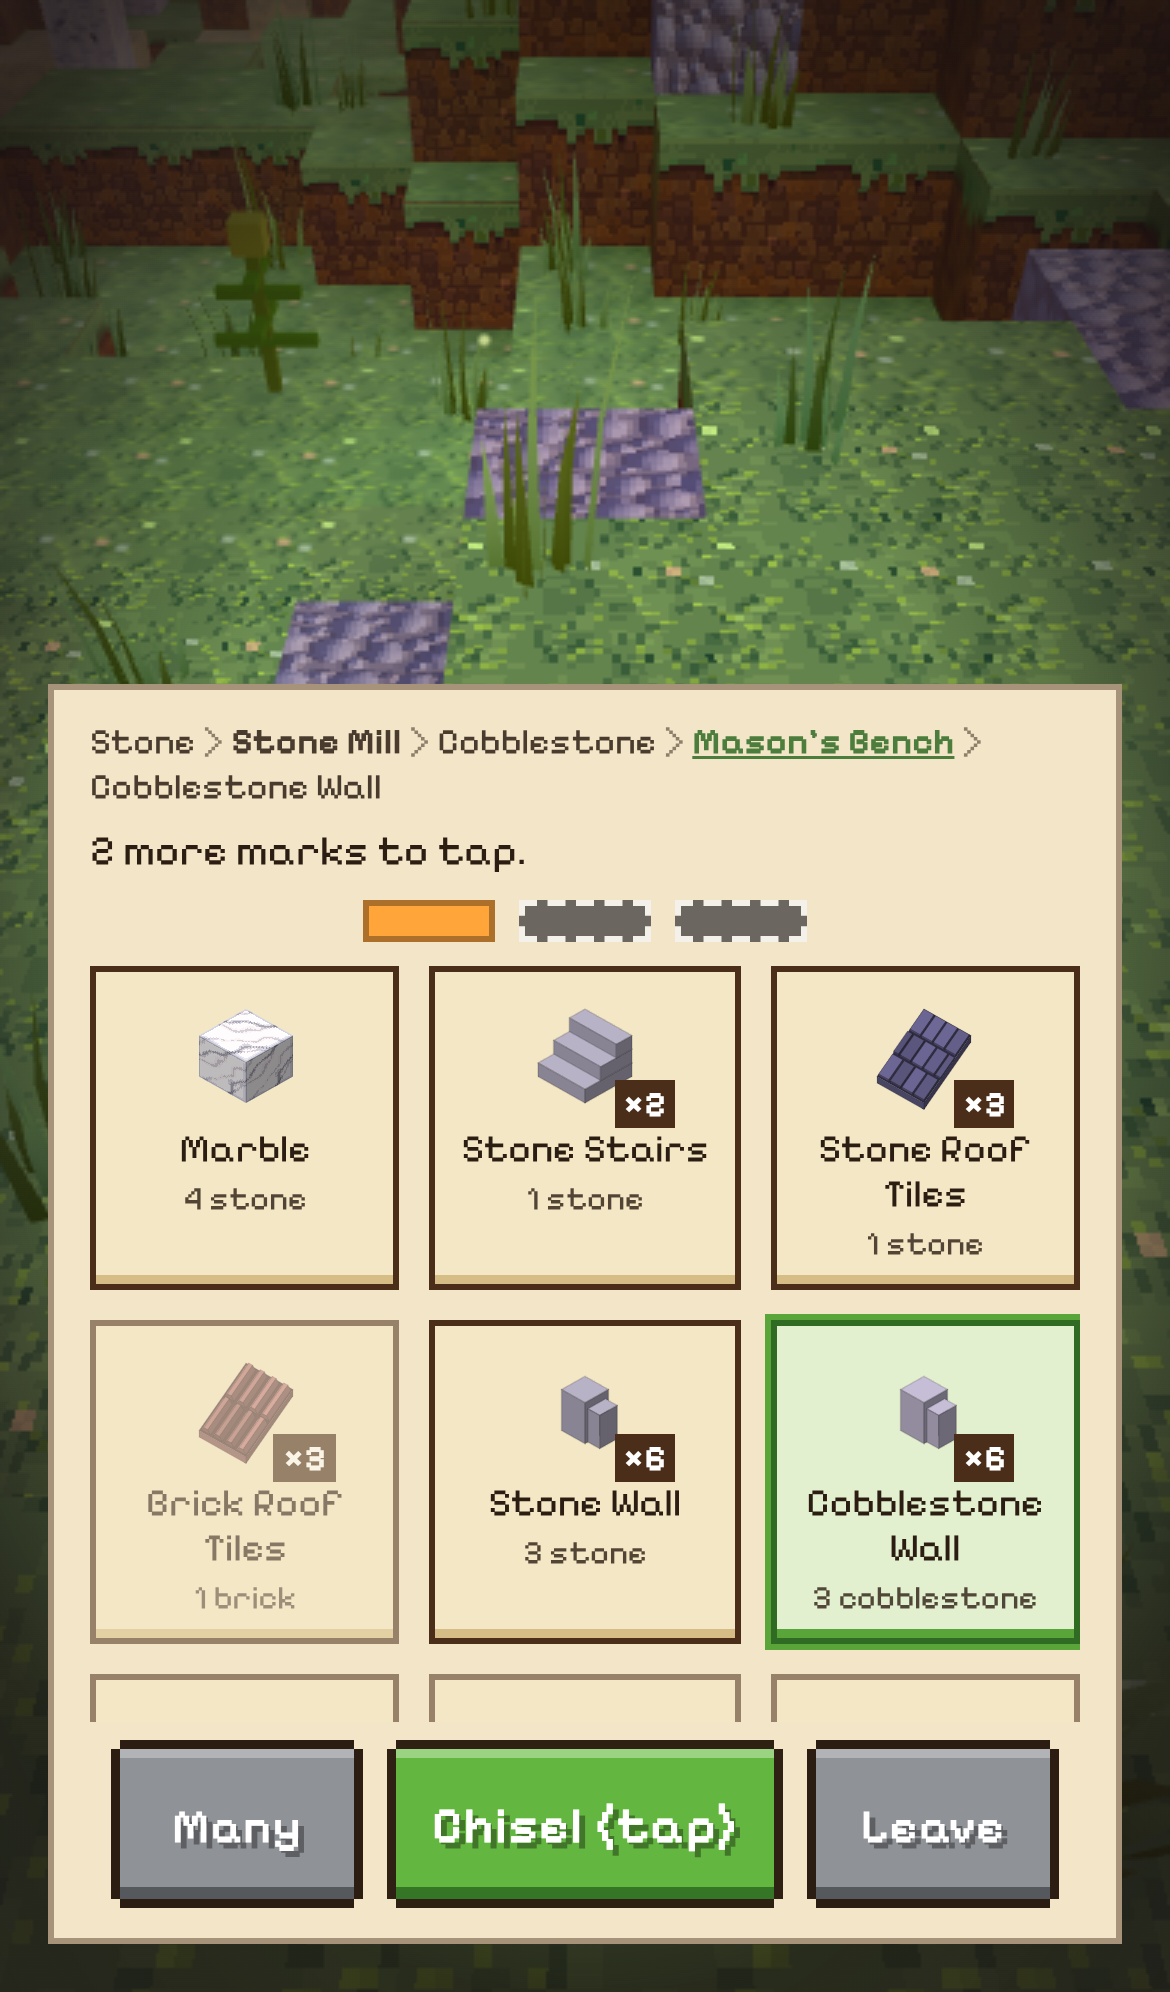 Stone > Stone Mill > Cobblestone > Mason's Bench >
Cobblestone Wall
2 more marks to tap.
Marble
4 stone
×2
Stone Stairs
1 stone
×3
Stone Roof
Tiles
1 stone
×3
Brick Roof
Tiles
1 brick
×6
Stone Wall
3 stone
×6
Cobblestone
Wall
3 cobblestone
Many
Chisel (tap)
Leave